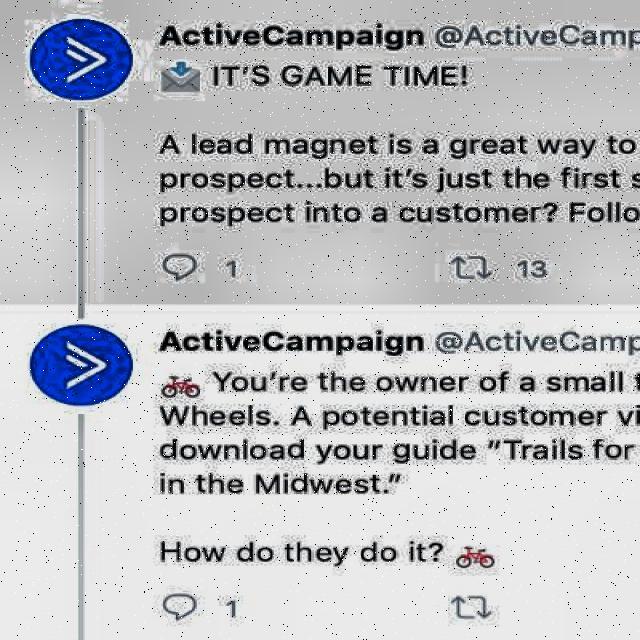 ActiveCampaign @ActiveCamp
📩 IT'S GAME TIME!
A lead magnet is a great way to
prospect...but it's just the first s
prospect into a customer? Follo
1 13
ActiveCampaign @ActiveCamp
🚲 You're the owner of a small t
Wheels. A potential customer vi
download your guide "Trails for
in the Midwest."
How do they do it? 🚲
1